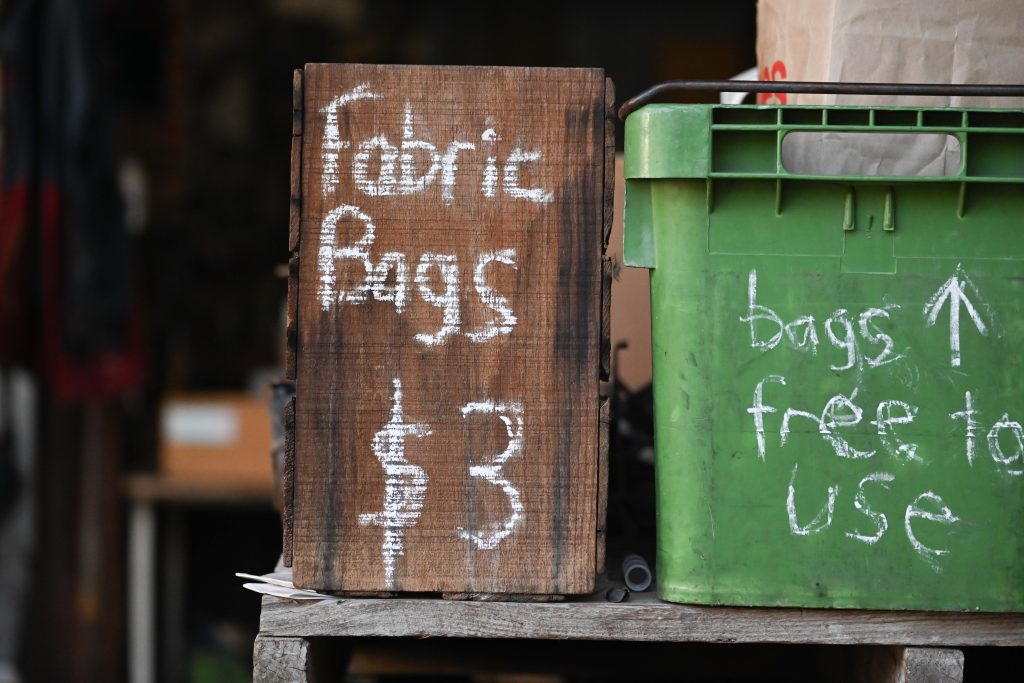 fabric
Bags
$3
bags ↑
free to
use